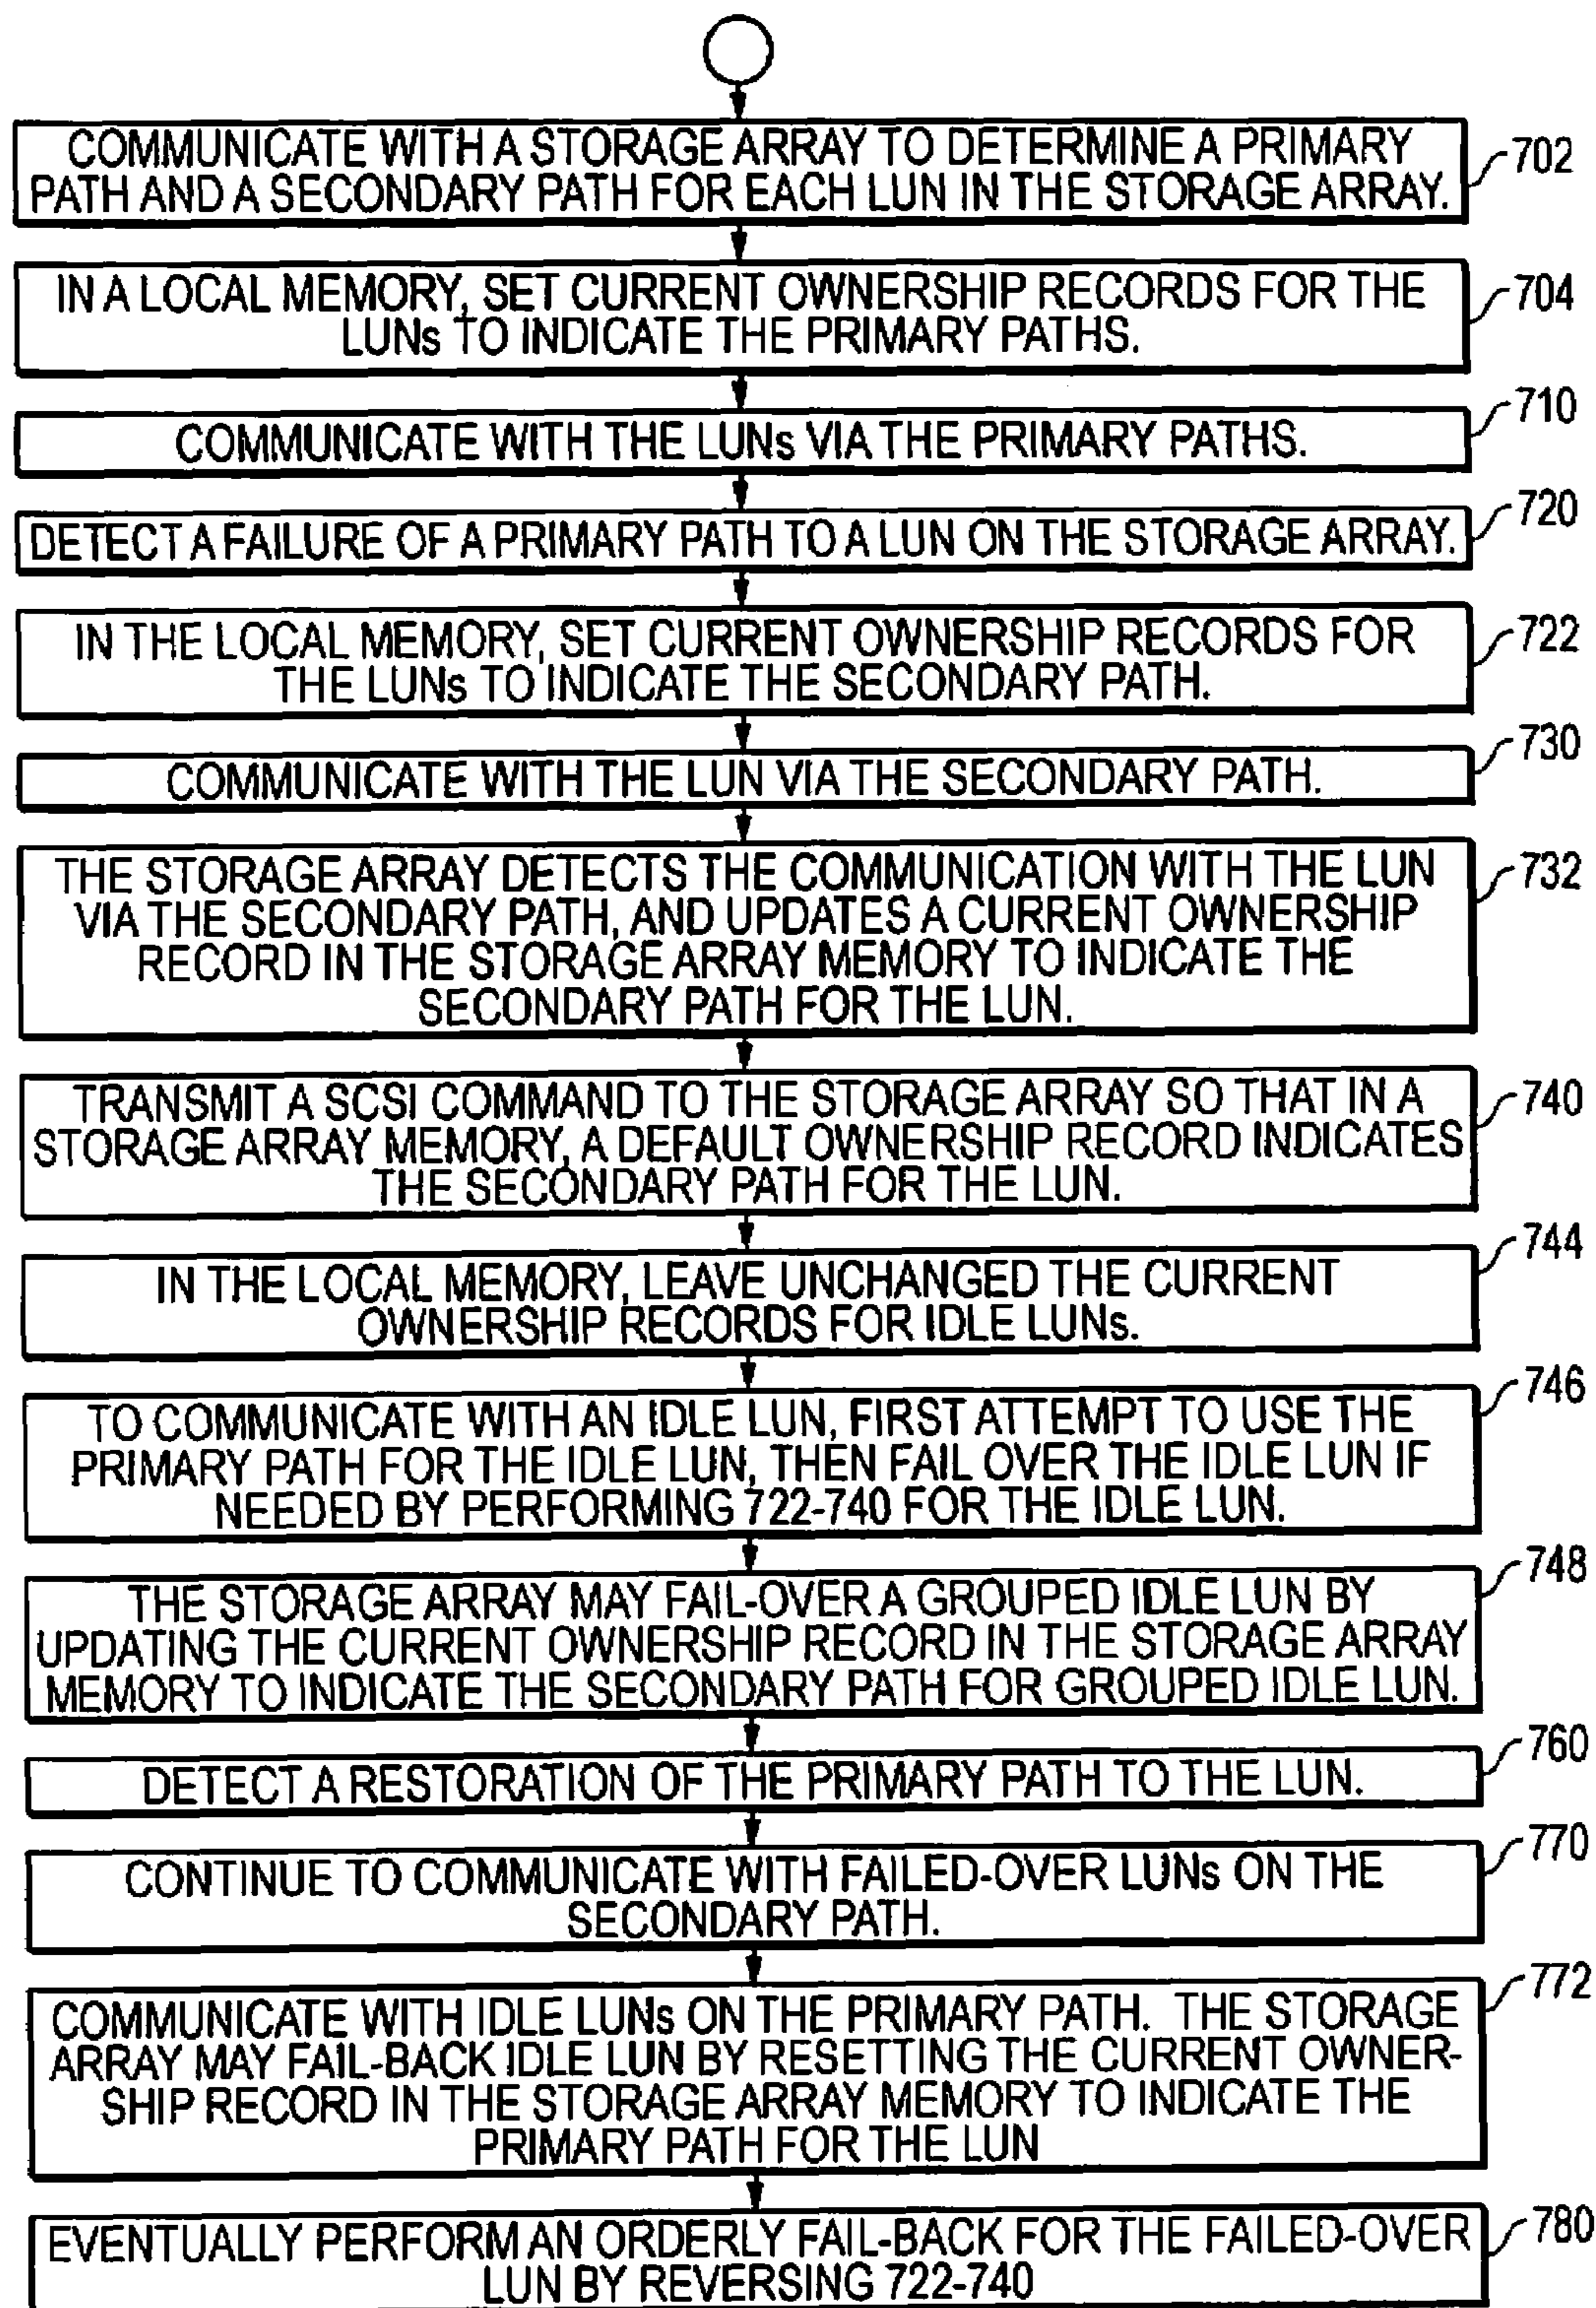 COMMUNICATE WITH A STORAGE ARRAY TO DETERMINE A PRIMARY
PATH AND A SECONDARY PATH FOR EACH LUN IN THE STORAGE ARRAY.
702
IN A LOCAL MEMORY, SET CURRENT OWNERSHIP RECORDS FOR THE
LUNs TO INDICATE THE PRIMARY PATHS.
704
COMMUNICATE WITH THE LUNs VIA THE PRIMARY PATHS.
710
DETECT A FAILURE OF A PRIMARY PATH TO A LUN ON THE STORAGE ARRAY.
720
IN THE LOCAL MEMORY, SET CURRENT OWNERSHIP RECORDS FOR
THE LUNs TO INDICATE THE SECONDARY PATH.
722
COMMUNICATE WITH THE LUN VIA THE SECONDARY PATH.
730
THE STORAGE ARRAY DETECTS THE COMMUNICATION WITH THE LUN
VIA THE SECONDARY PATH, AND UPDATES A CURRENT OWNERSHIP
RECORD IN THE STORAGE ARRAY MEMORY TO INDICATE THE
SECONDARY PATH FOR THE LUN.
732
TRANSMIT A SCSI COMMAND TO THE STORAGE ARRAY SO THAT IN A
STORAGE ARRAY MEMORY, A DEFAULT OWNERSHIP RECORD INDICATES
THE SECONDARY PATH FOR THE LUN.
740
IN THE LOCAL MEMORY, LEAVE UNCHANGED THE CURRENT
OWNERSHIP RECORDS FOR IDLE LUNs.
744
TO COMMUNICATE WITH AN IDLE LUN, FIRST ATTEMPT TO USE THE
PRIMARY PATH FOR THE IDLE LUN, THEN FAIL OVER THE IDLE LUN IF
NEEDED BY PERFORMING 722-740 FOR THE IDLE LUN.
746
THE STORAGE ARRAY MAY FAIL-OVER A GROUPED IDLE LUN BY
UPDATING THE CURRENT OWNERSHIP RECORD IN THE STORAGE ARRAY
MEMORY TO INDICATE THE SECONDARY PATH FOR GROUPED IDLE LUN.
748
DETECT A RESTORATION OF THE PRIMARY PATH TO THE LUN.
760
CONTINUE TO COMMUNICATE WITH FAILED-OVER LUNs ON THE
SECONDARY PATH.
770
COMMUNICATE WITH IDLE LUNs ON THE PRIMARY PATH. THE STORAGE
ARRAY MAY FAIL-BACK IDLE LUN BY RESETTING THE CURRENT OWNER-
SHIP RECORD IN THE STORAGE ARRAY MEMORY TO INDICATE THE
PRIMARY PATH FOR THE LUN
772
EVENTUALLY PERFORM AN ORDERLY FAIL-BACK FOR THE FAILED-OVER
LUN BY REVERSING 722-740
780